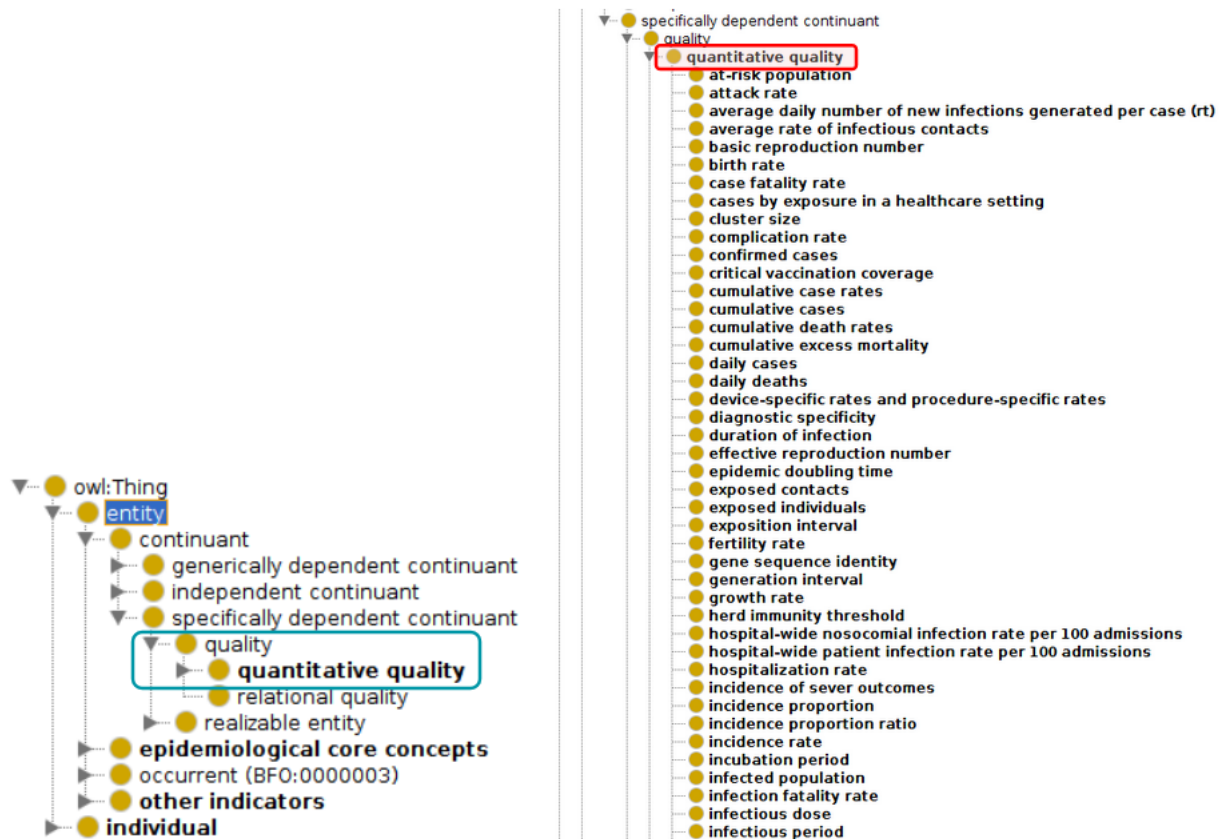 owl:Thing
entity
continuant
generically dependent continuant
independent continuant
specifically dependent continuant
quality
quantitative quality
relational quality
realizable entity
epidemiological core concepts
occurrent (BFO:0000003)
other indicators
individual
specifically dependent continuant
quality
quantitative quality
at-risk population
attack rate
average daily number of new infections generated per case (rt)
average rate of infectious contacts
basic reproduction number
birth rate
case fatality rate
cases by exposure in a healthcare setting
cluster size
complication rate
confirmed cases
critical vaccination coverage
cumulative case rates
cumulative cases
cumulative death rates
cumulative excess mortality
daily cases
daily deaths
device-specific rates and procedure-specific rates
diagnostic specificity
duration of infection
effective reproduction number
epidemic doubling time
exposed contacts
exposed individuals
exposition interval
fertility rate
gene sequence identity
generation interval
growth rate
herd immunity threshold
hospital-wide nosocomial infection rate per 100 admissions
hospital-wide patient infection rate per 100 admissions
hospitalization rate
incidence of sever outcomes
incidence proportion
incidence proportion ratio
incidence rate
incubation period
infected population
infection fatality rate
infectious dose
infectious period